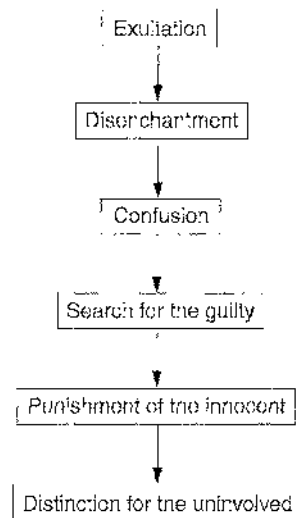 Exultation
Disenchantment
Confusion
Search for the guilty
Punishment of the innocent
Distinction for the uninvolved